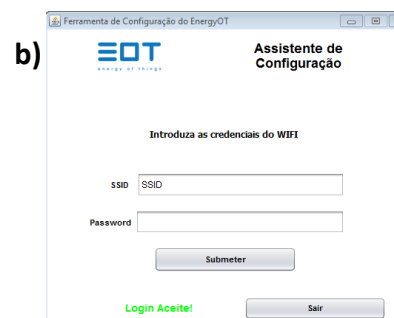 Ferramenta de Configuração do EnergyOT
b)
EOT
energy of things
Assistente de
Configuração
Introduza as credenciais do WIFI
SSID SSID
Password
Submeter
Login Aceite!
Sair